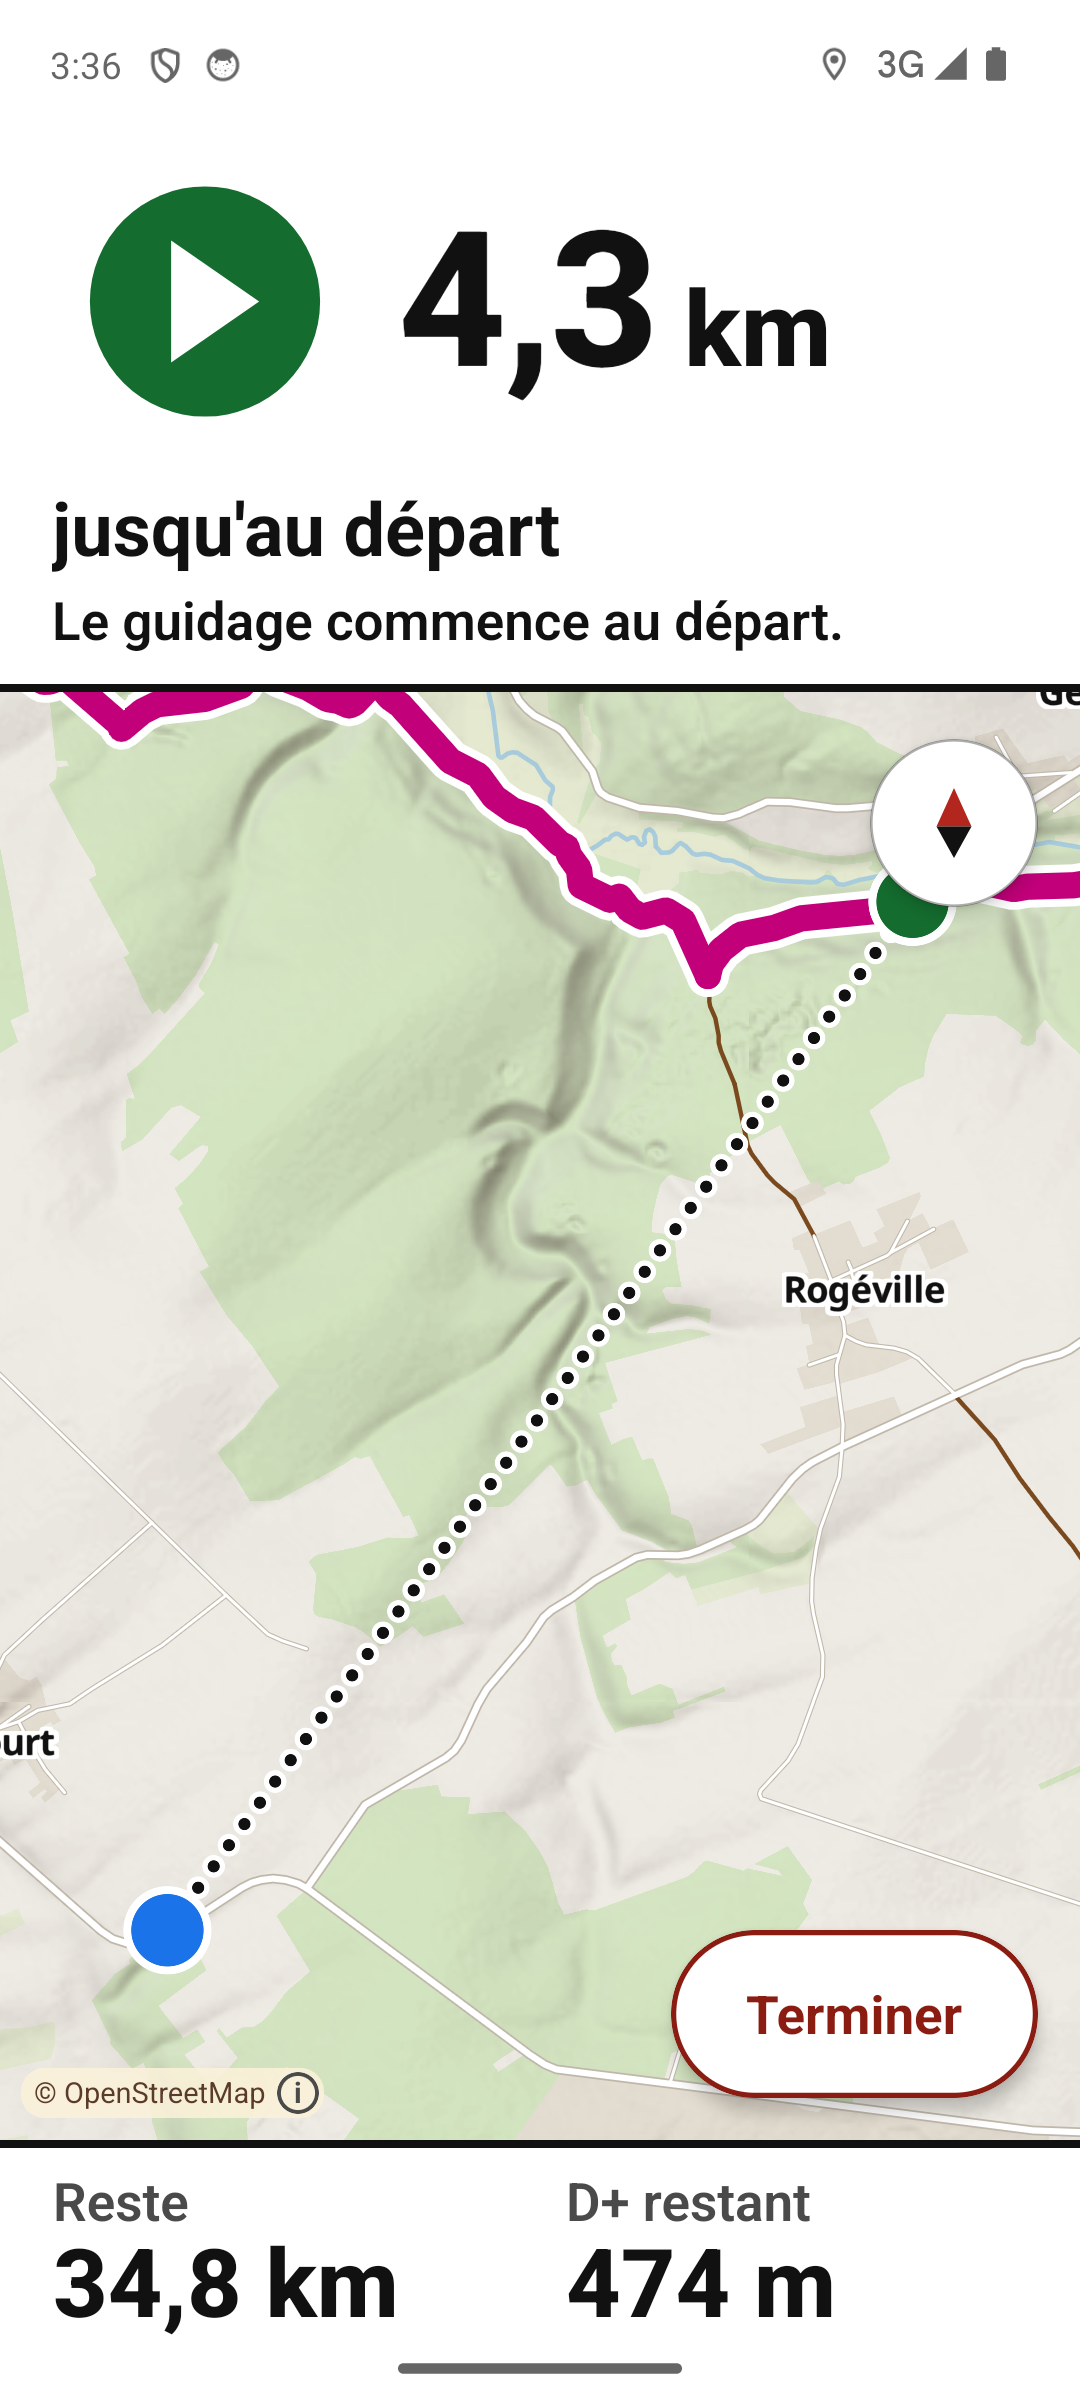 3:36
3G
4,3 km
jusqu'au départ
Le guidage commence au départ.
Rogéville
Terminer
© OpenStreetMap
Reste
34,8 km
D+ restant
474 m